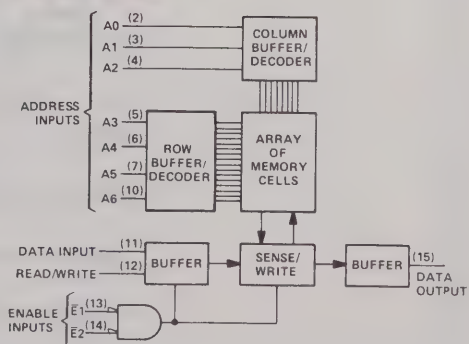 A0 (2)
A1 (3)
A2 (4)
COLUMN
BUFFER/
DECODER
ADDRESS
INPUTS
A3 (5)
A4 (6)
A5 (7)
A6 (10)
ROW
BUFFER/
DECODER
ARRAY
OF
MEMORY
CELLS
DATA INPUT (11)
READ/WRITE (12)
BUFFER
SENSE/
WRITE
BUFFER
(15)
DATA
OUTPUT
ENABLE
INPUTS
E̅1 (13)
E̅2 (14)